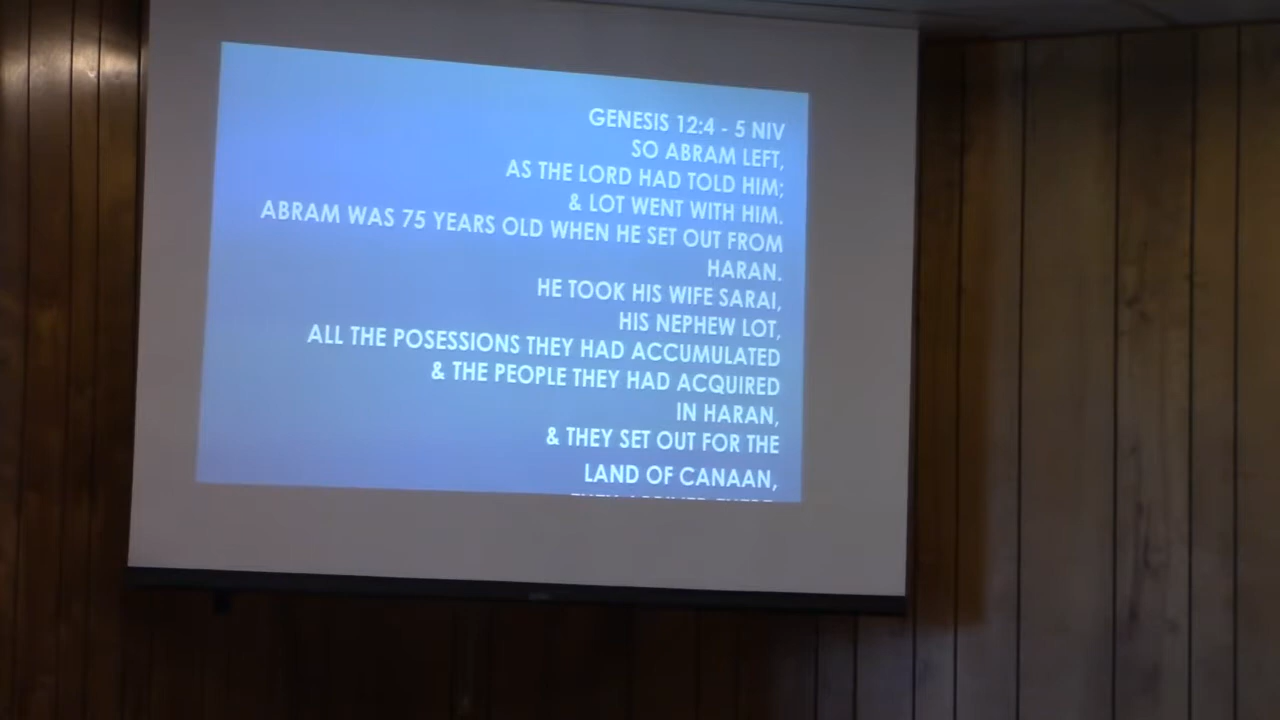 GENESIS 12:4 - 5 NIV
SO ABRAM LEFT,
AS THE LORD HAD TOLD HIM;
& LOT WENT WITH HIM.
ABRAM WAS 75 YEARS OLD WHEN HE SET OUT FROM
HARAN.
HE TOOK HIS WIFE SARAI,
HIS NEPHEW LOT,
ALL THE POSESSIONS THEY HAD ACCUMULATED
& THE PEOPLE THEY HAD ACQUIRED
IN HARAN,
& THEY SET OUT FOR THE
LAND OF CANAAN,